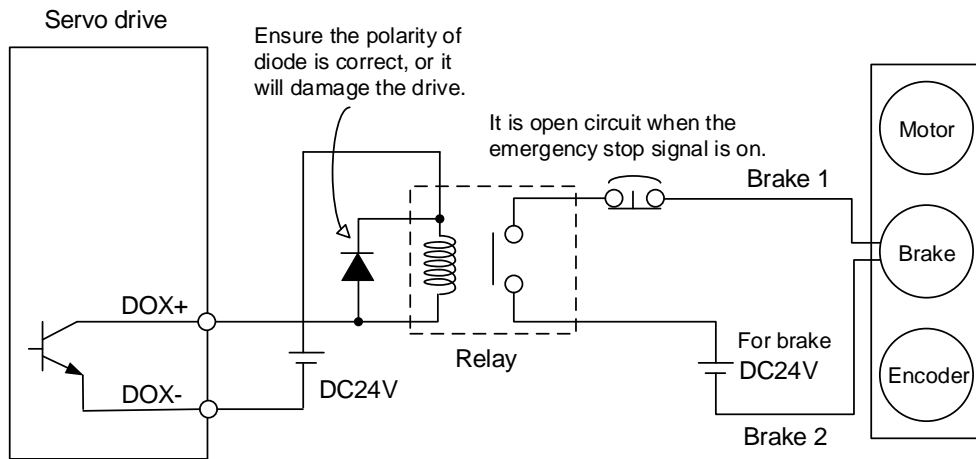 Servo drive
Ensure the polarity of
diode is correct, or it
will damage the drive.
It is open circuit when the
emergency stop signal is on.
Motor
Brake 1
Brake
DOX+
Relay
For brake
DC24V
DC24V
Encoder
DOX-
Brake 2